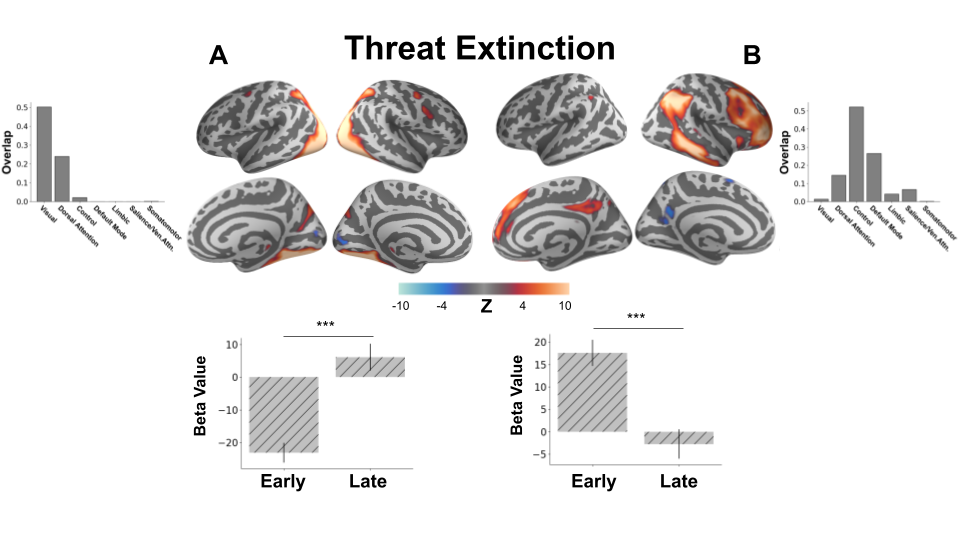 Threat Extinction
A
B
Overlap
0.5
0.4
0.3
0.2
0.1
0.0
Visual
Dorsal Attention
Control
Default Mode
Limbic
Salience/Ven.Attn.
Somatomotor
Overlap
0.5
0.4
0.3
0.2
0.1
0.0
Visual
Dorsal Attention
Control
Default Mode
Limbic
Salience/Ven.Attn.
Somatomotor
-10 -4 Z 4 10
***
Beta Value
10
0
−10
−20
Early Late
***
Beta Value
20
15
10
5
0
−5
Early Late